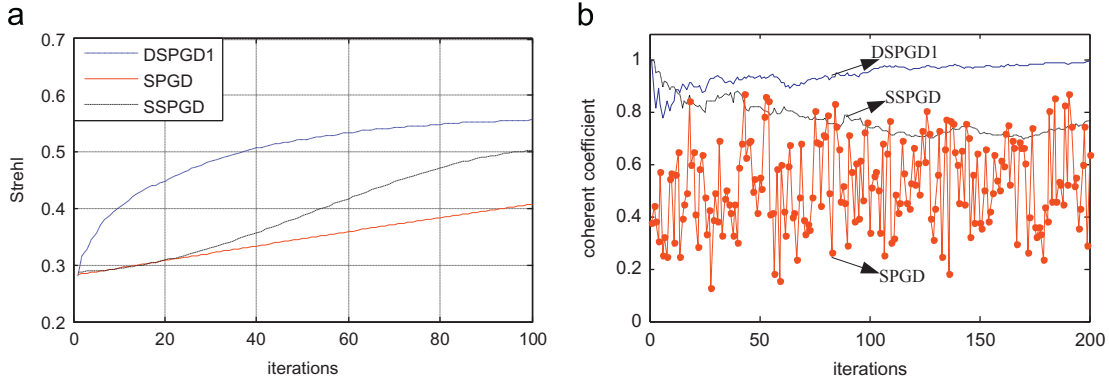 a
0.7
0.6
0.5
0.4
0.3
0.2
Strehl
DSPGD1
SPGD
SSPGD
0 20 40 60 80 100
iterations
b
1
0.8
0.6
0.4
0.2
0
coherent coefficient
DSPGD1
SSPGD
SPGD
0 50 100 150 200
iterations